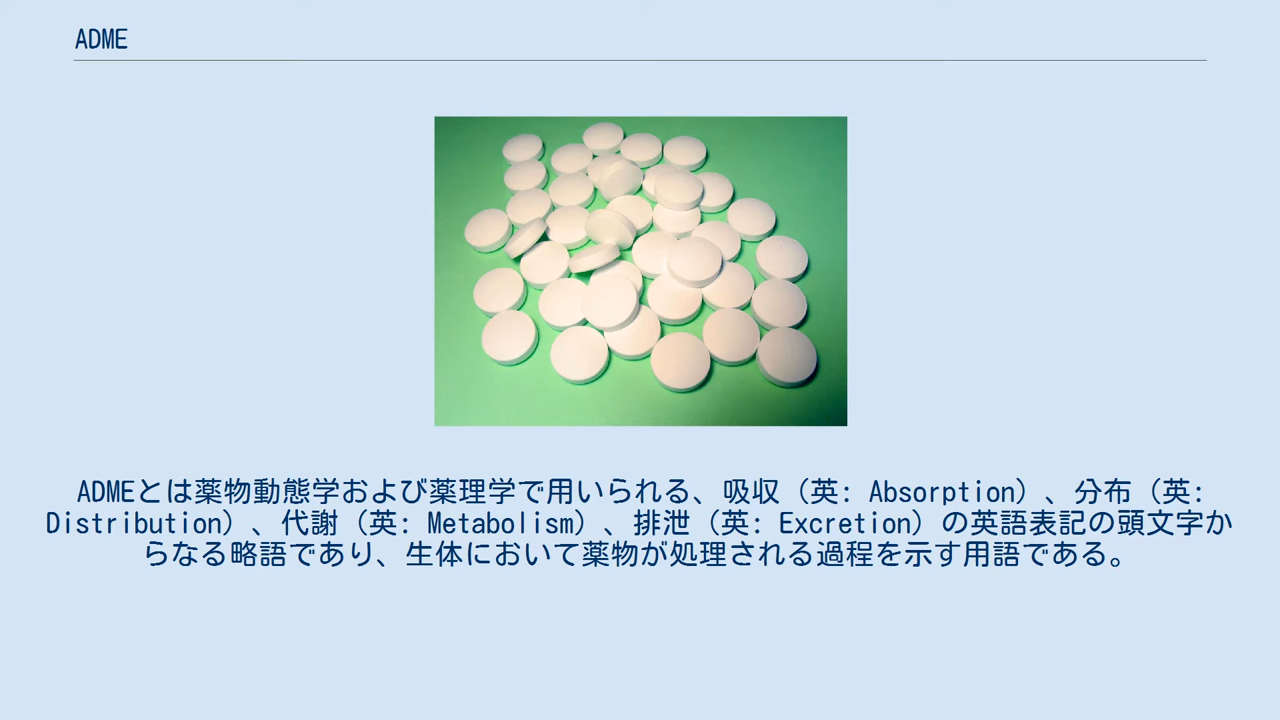 ADME
ADMEとは薬物動態学および薬理学で用いられる、吸収（英: Absorption）、分布（英:
Distribution）、代謝（英: Metabolism）、排泄（英: Excretion）の英語表記の頭文字か
らなる略語であり、生体において薬物が処理される過程を示す用語である。